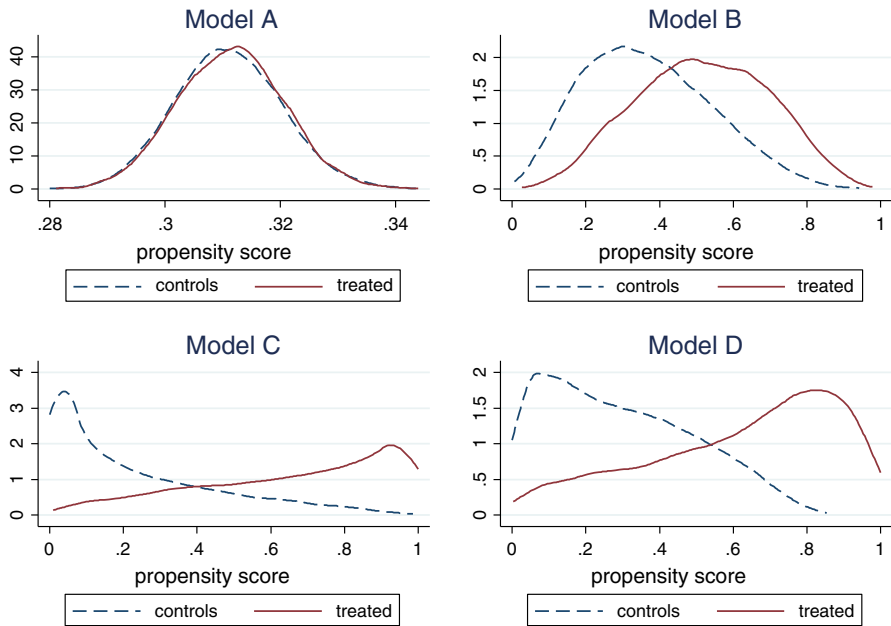 Model A
40
30
20
10
0
.28
.3
.32
.34
propensity score
controls
treated
Model B
2
1.5
1
.5
0
0
.2
.4
.6
.8
1
propensity score
controls
treated
Model C
4
3
2
1
0
0
.2
.4
.6
.8
1
propensity score
controls
treated
Model D
2
1.5
1
.5
0
0
.2
.4
.6
.8
1
propensity score
controls
treated